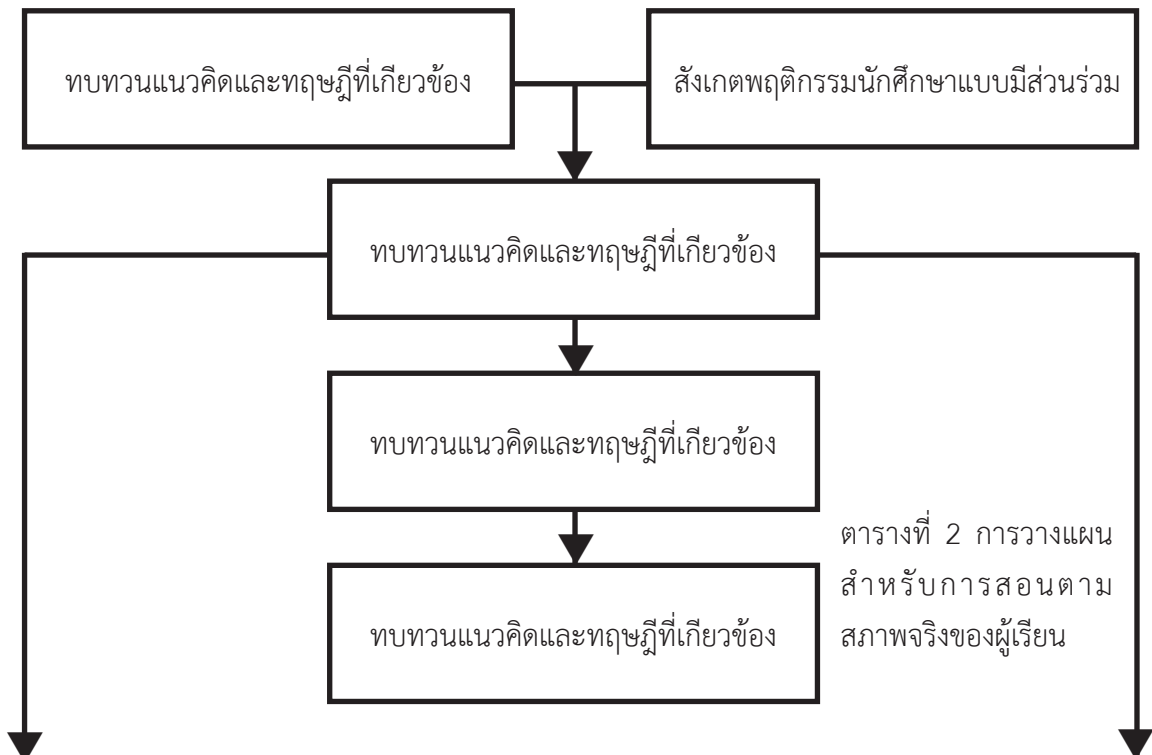 ทบทวนแนวคิดและทฤษฎีที่เกียวข้อง
สังเกตพฤติกรรมนักศึกษาแบบมีส่วนร่วม
ทบทวนแนวคิดและทฤษฎีที่เกียวข้อง
ทบทวนแนวคิดและทฤษฎีที่เกียวข้อง
ทบทวนแนวคิดและทฤษฎีที่เกียวข้อง
ตารางที่ 2 การวางแผน
สำหรับการสอนตาม
สภาพจริงของผู้เรียน